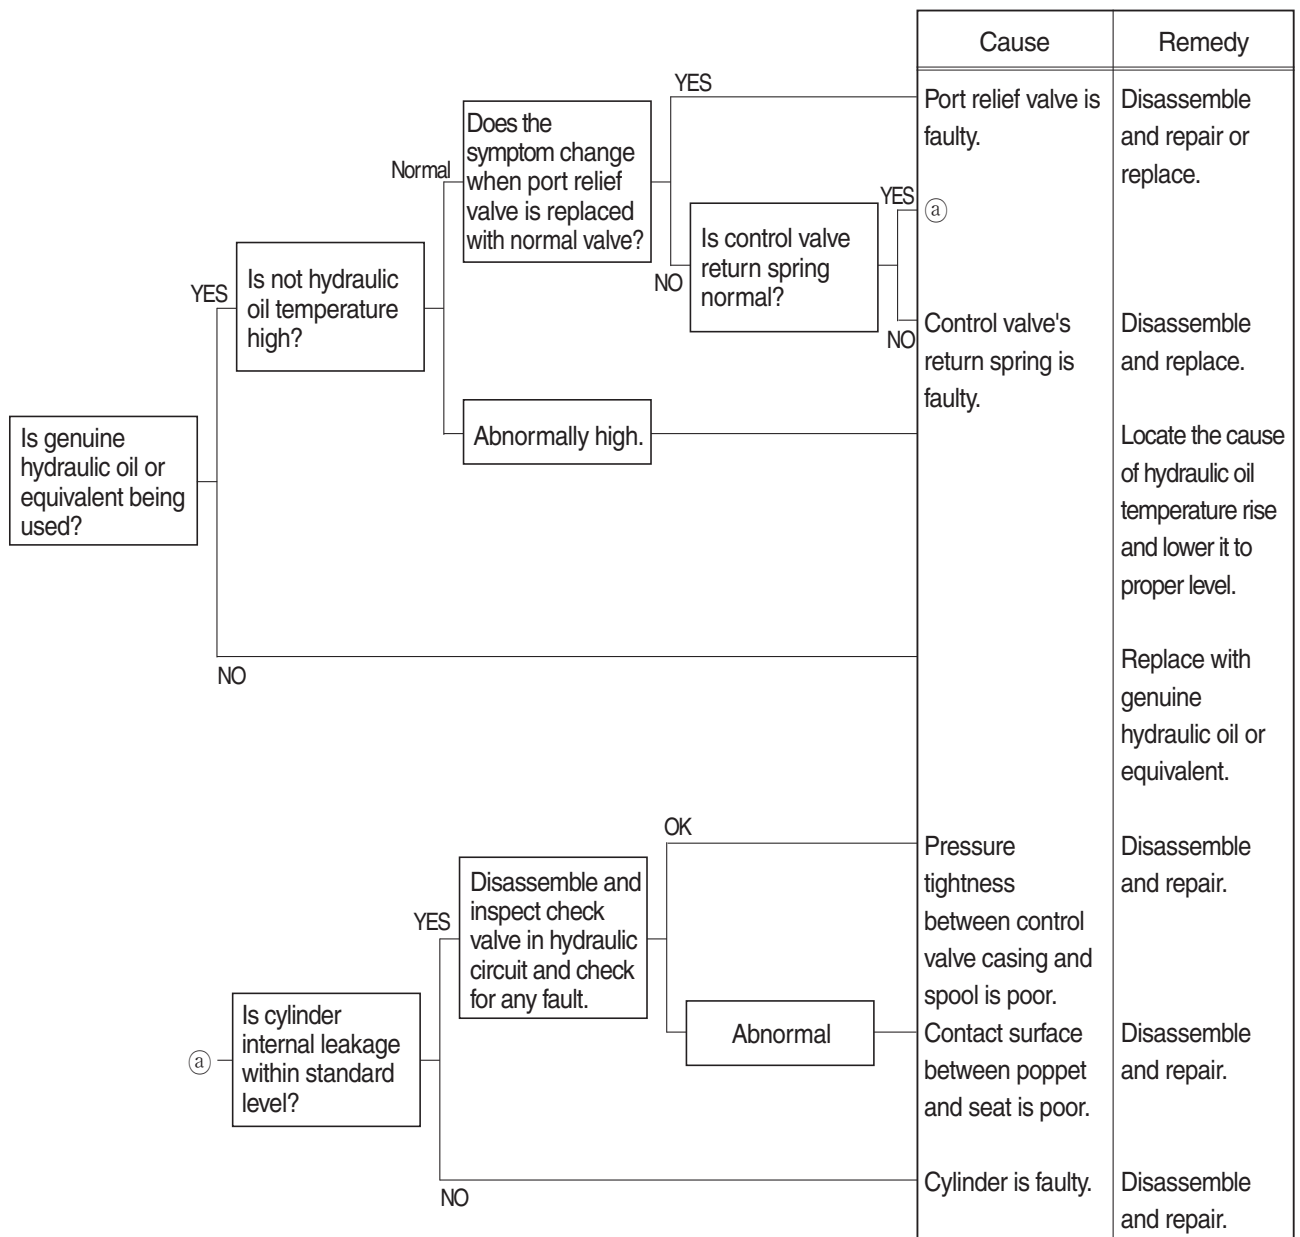 Cause
Remedy
YES
Port relief valve is
faulty.
Disassemble
and repair or
replace.
Does the
symptom change
when port relief
valve is replaced
with normal valve?
Normal
YES
ⓐ
Is control valve
return spring
normal?
NO
NO
Control valve's
return spring is
faulty.
Disassemble
and replace.
YES
Is not hydraulic
oil temperature
high?
Abnormally high.
Locate the cause
of hydraulic oil
temperature rise
and lower it to
proper level.
Is genuine
hydraulic oil or
equivalent being
used?
NO
Replace with
genuine
hydraulic oil or
equivalent.
OK
Pressure
tightness
between control
valve casing and
spool is poor.
Disassemble
and repair.
YES
Disassemble and
inspect check
valve in hydraulic
circuit and check
for any fault.
Abnormal
Contact surface
between poppet
and seat is poor.
Disassemble
and repair.
ⓐ
Is cylinder
internal leakage
within standard
level?
NO
Cylinder is faulty.
Disassemble
and repair.